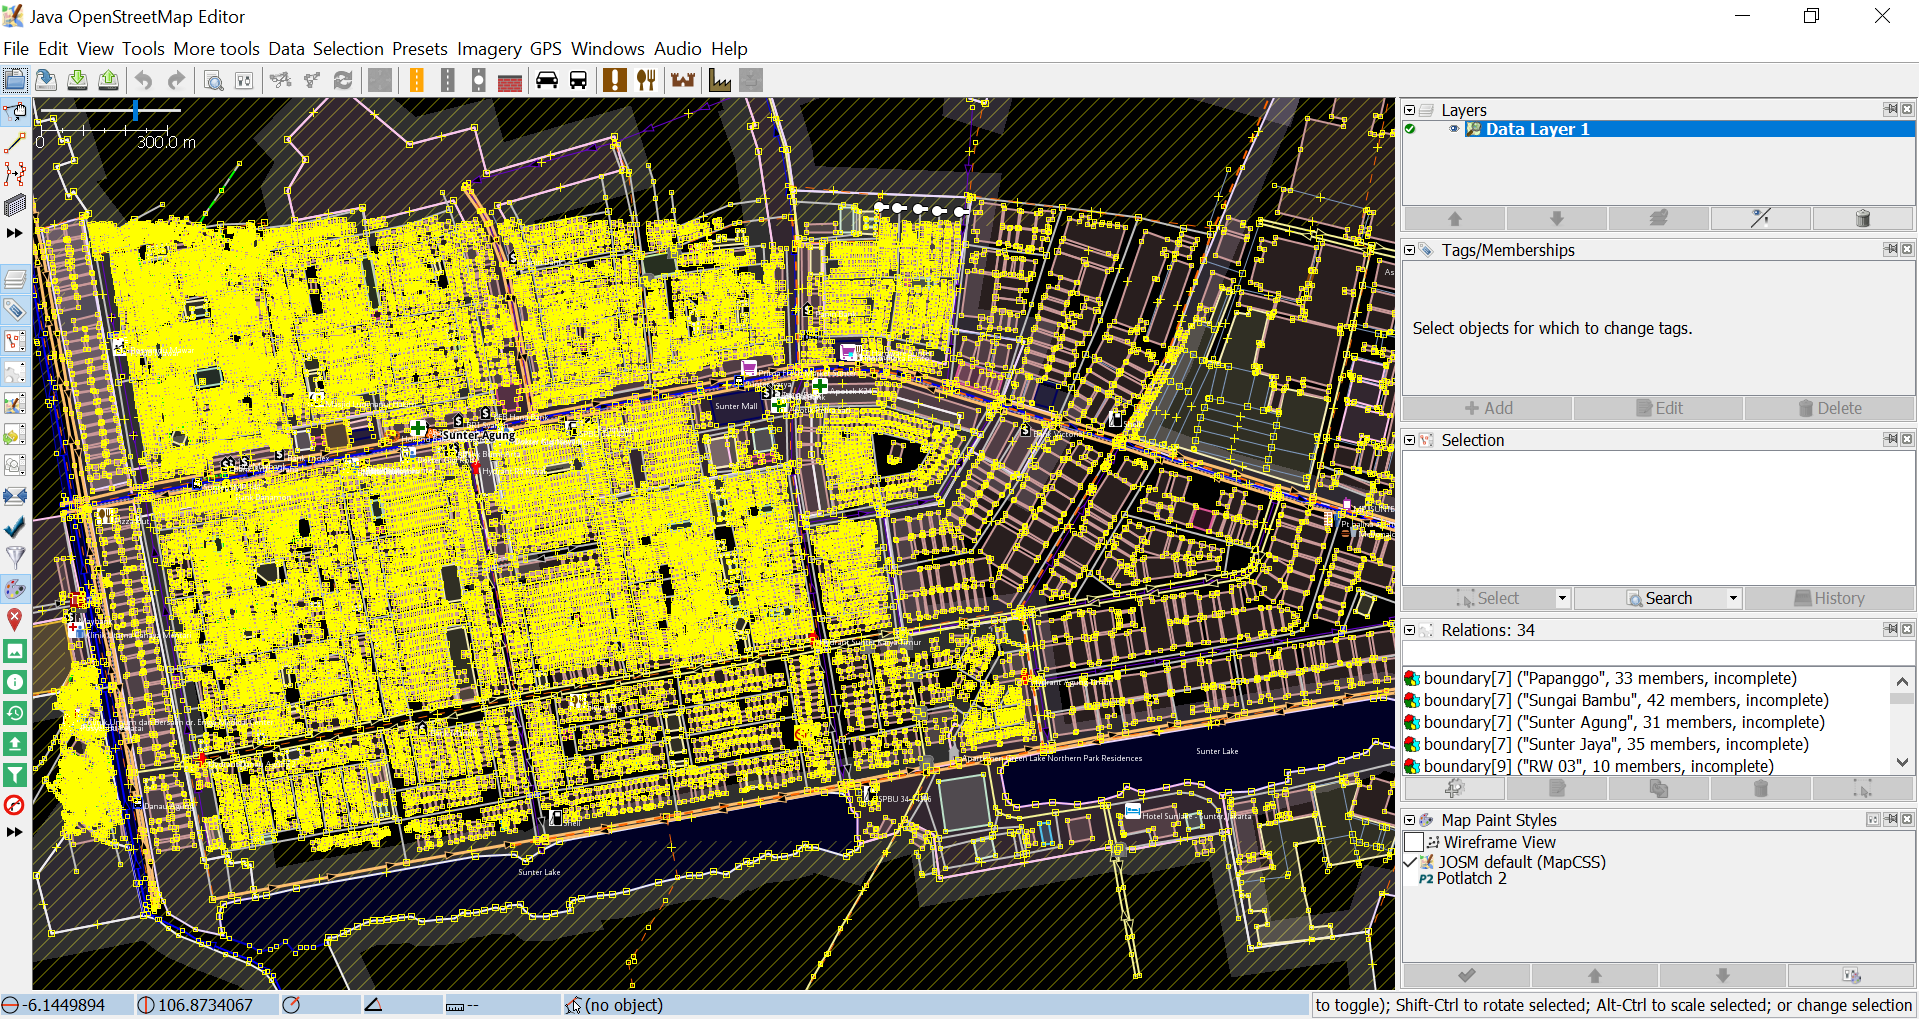 Java OpenStreetMap Editor
File Edit View Tools More tools Data Selection Presets Imagery GPS Windows Audio Help
0 300.0 m
Layers
Data Layer 1
Tags/Memberships
Select objects for which to change tags.
Add Edit Delete
Selection
Select Search History
Relations: 34
boundary[7] ("Papanggo", 33 members, incomplete)
boundary[7] ("Sungai Bambu", 42 members, incomplete)
boundary[7] ("Sunter Agung", 31 members, incomplete)
boundary[7] ("Sunter Jaya", 35 members, incomplete)
boundary[9] ("RW 03", 10 members, incomplete)
Map Paint Styles
Wireframe View
JOSM default (MapCSS)
P2 Potlatch 2
Sunter Mall
Sunter Agung
Sunter Lake
Lake Northern Park Residences
SPBU
Hotel
Sunter Lake
-6.1449894 106.8734067 -- (no object)
to toggle); Shift-Ctrl to rotate selected; Alt-Ctrl to scale selected; or change selection